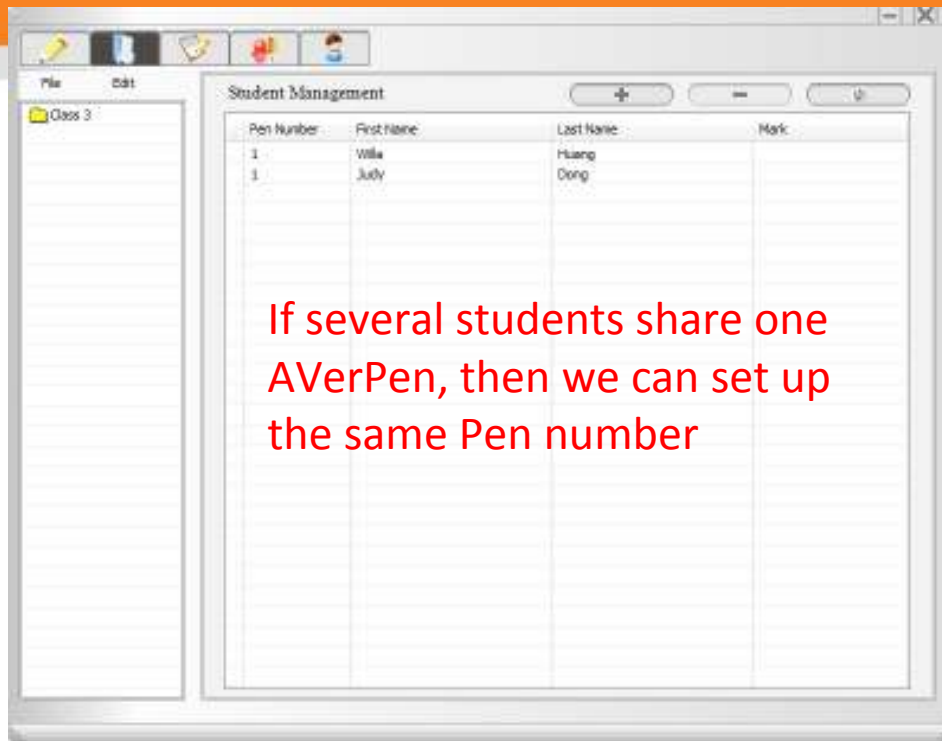 File Edit
Class 3
Student Management
Pen Number First Name Last Name Mark
1 Willa Huang
1 Judy Dong
If several students share one
AVerPen, then we can set up
the same Pen number